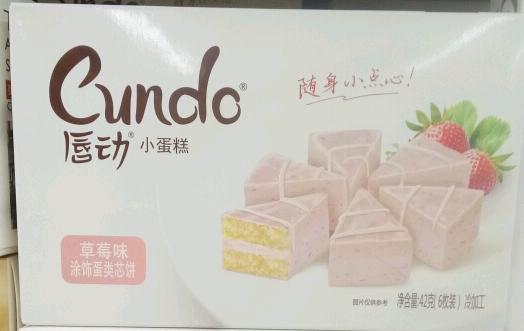 Cundo®
唇动® 小蛋糕
随身小点心!
草莓味
涂饰蛋类芯饼
图片仅供参考
净含量:42克( 6枚装 ) 冷加工